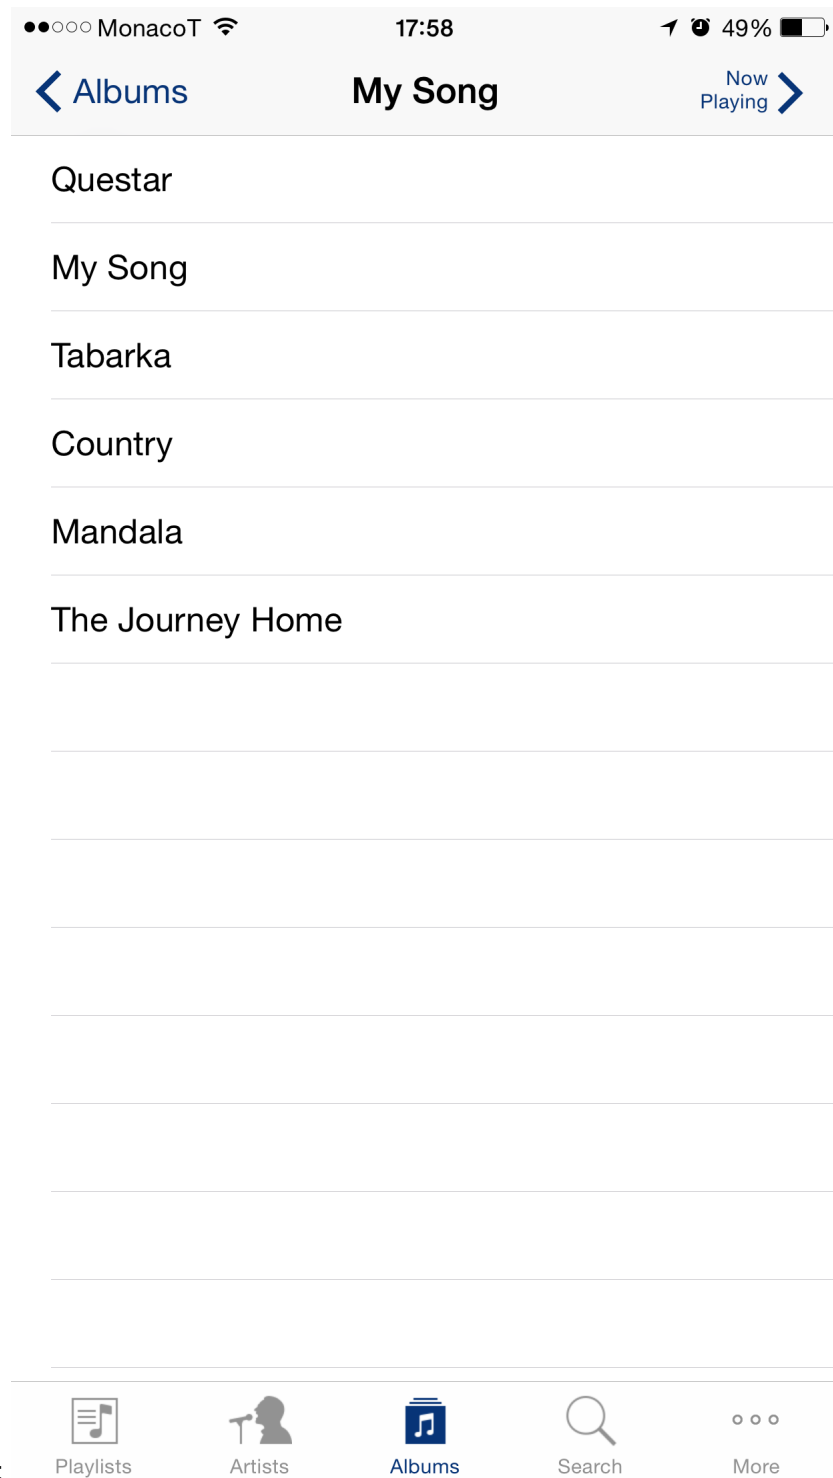 MonacoT 17:58 49%
Albums My Song Now
Playing
Questar
My Song
Tabarka
Country
Mandala
The Journey Home
Playlists Artists Albums Search More